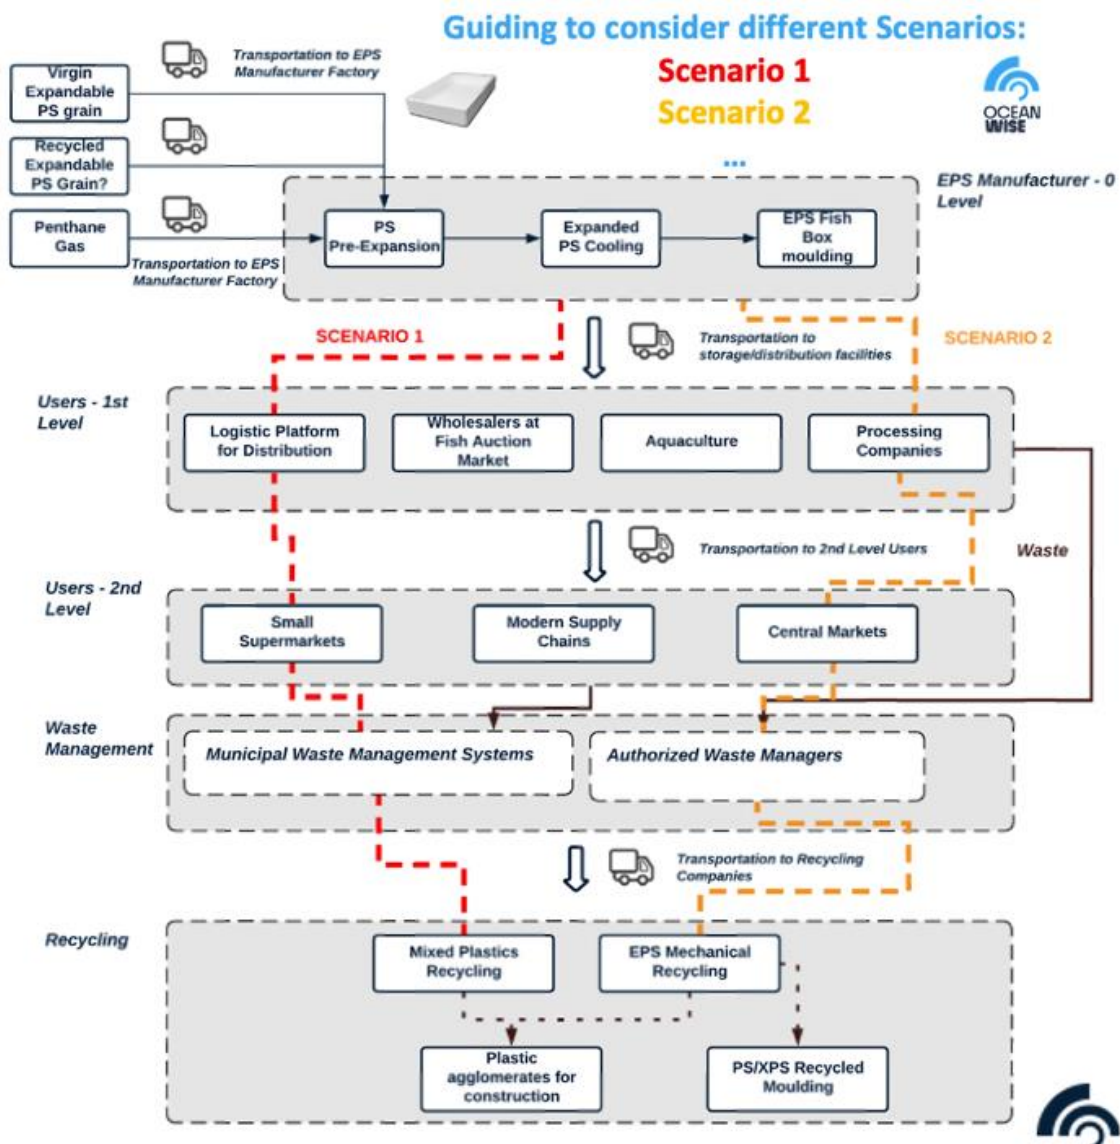 Guiding to consider different Scenarios:
Scenario 1
Scenario 2
...
OCEAN
WISE
Transportation to EPS
Manufacturer Factory
Virgin
Expandable
PS grain
Recycled
Expandable
PS Grain?
Penthane
Gas
Transportation to EPS
Manufacturer Factory
EPS Manufacturer - 0
Level
PS
Pre-Expansion
Expanded
PS Cooling
EPS Fish
Box
moulding
SCENARIO 1
Transportation to
storage/distribution facilities
SCENARIO 2
Users - 1st
Level
Logistic Platform
for Distribution
Wholesalers at
Fish Auction
Market
Aquaculture
Processing
Companies
Transportation to 2nd Level Users
Waste
Users - 2nd
Level
Small
Supermarkets
Modern Supply
Chains
Central Markets
Waste
Management
Municipal Waste Management Systems
Authorized Waste Managers
Transportation to Recycling
Companies
Recycling
Mixed Plastics
Recycling
EPS Mechanical
Recycling
Plastic
agglomerates for
construction
PS/XPS Recycled
Moulding